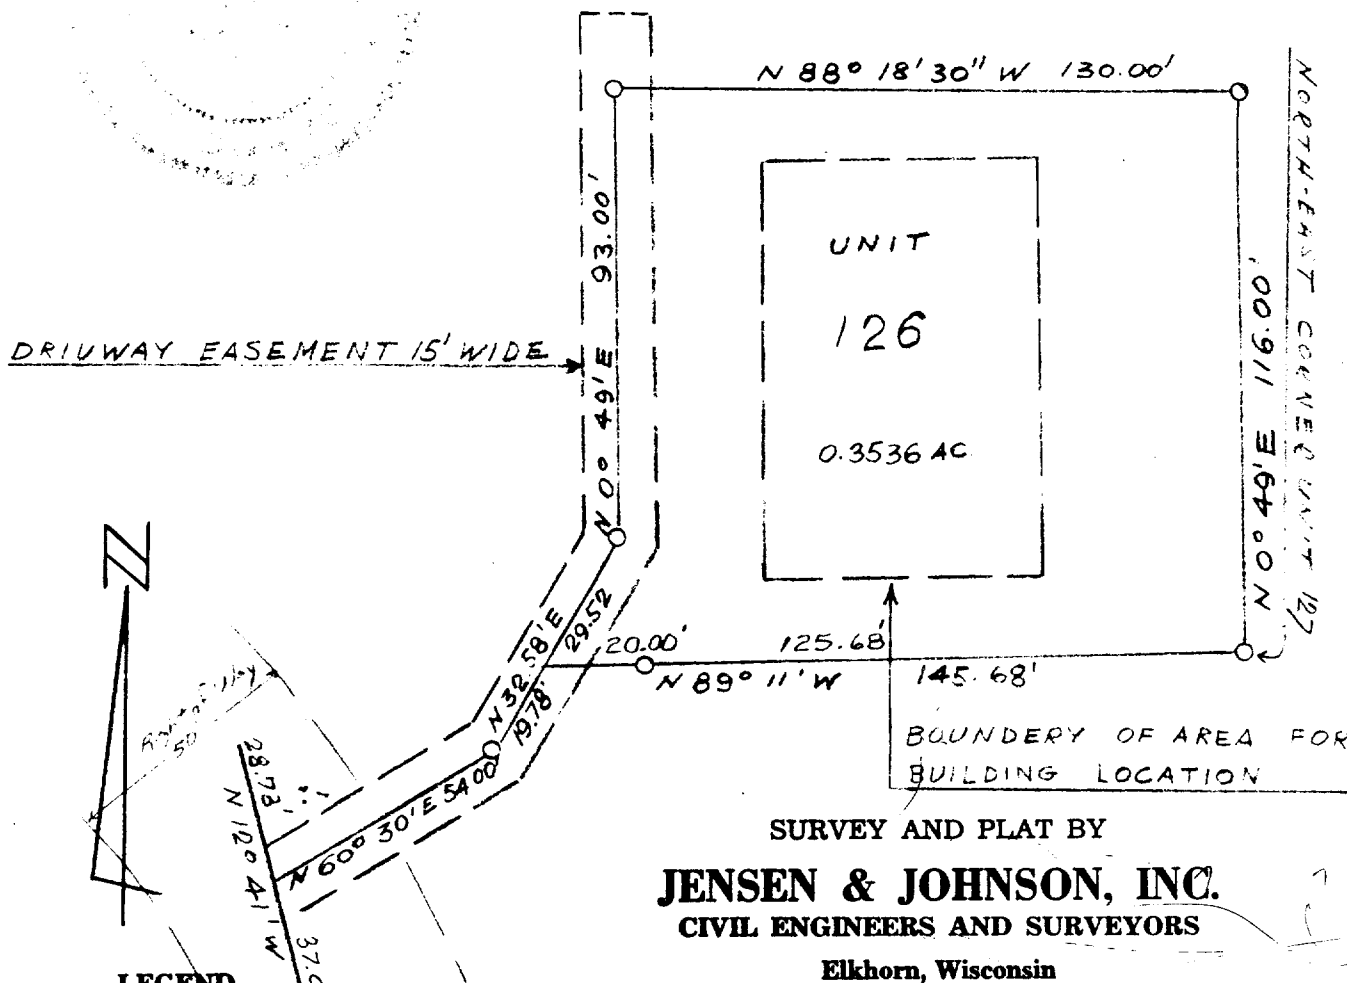 N 88° 18' 30" W 130.00'
NORTH-EAST CORNER UNIT 127
93.00'
N 0° 49' E
UNIT
126
0.3536 AC
N 0° 49' E 119.00'
DRIUWAY EASEMENT 15' WIDE
N
N 32° 58' E
29.52
19.78'
20.00'
125.68'
N 89° 11' W
145.68'
BOUNDERY OF AREA FOR
BUILDING LOCATION
50'
28.73'
N 12° 41' W
N 60° 30' E 54.00
SURVEY AND PLAT BY
JENSEN & JOHNSON, INC.
CIVIL ENGINEERS AND SURVEYORS
Elkhorn, Wisconsin
LEGEND